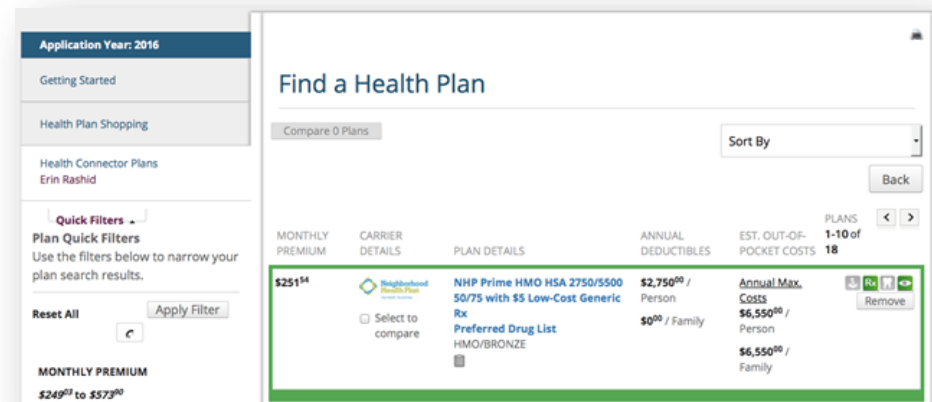 Application Year: 2016
Getting Started
Health Plan Shopping
Health Connector Plans
Erin Rashid
Quick Filters
Plan Quick Filters
Use the filters below to narrow your
plan search results.
Reset All
Apply Filter
MONTHLY PREMIUM
$249.03 to $573.90
Find a Health Plan
Compare 0 Plans
Sort By
Back
PLANS
1-10 of
18
MONTHLY
PREMIUM
CARRIER
DETAILS
PLAN DETAILS
ANNUAL
DEDUCTIBLES
EST. OUT-OF-
POCKET COSTS
$251.54
Neighborhood
Health Plan
Select to
compare
NHP Prime HMO HSA 2750/5500
50/75 with $5 Low-Cost Generic
Rx
Preferred Drug List
HMO/BRONZE
$2,750.00 /
Person
$0.00 / Family
Annual Max.
Costs
$6,550.00 /
Person
$6,550.00 /
Family
Rx
Remove